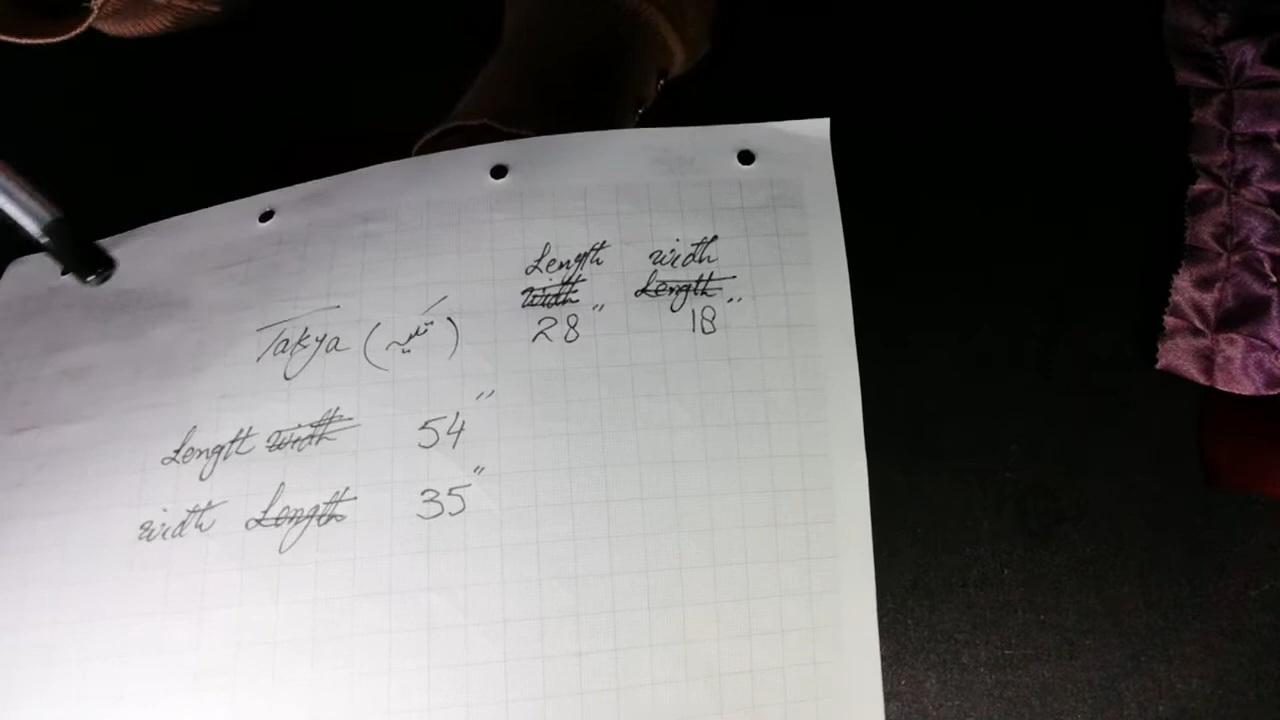 Length width
~~width~~ ~~Length~~
Takya (تکیہ) 28" 18"
Length ~~width~~ 54"
width ~~Length~~ 35"